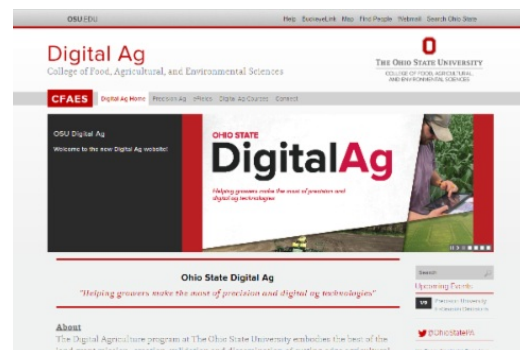 OSU.EDU
Help BuckeyeLink Map Find People Webmail Search Ohio State
Digital Ag
College of Food, Agricultural, and Environmental Sciences
THE OHIO STATE UNIVERSITY
COLLEGE OF FOOD, AGRICULTURAL,
AND ENVIRONMENTAL SCIENCES
CFAES Digital Ag Home Precision Ag eFields Digital Ag Courses Connect
OSU Digital Ag
Welcome to the new Digital Ag website!
OHIO STATE
DigitalAg
Helping growers make the most of precision and
digital ag technologies
Ohio State Digital Ag
"Helping growers make the most of precision and digital ag technologies"
Search
Upcoming Events
Precision University
@OhioStatePA
About
The Digital Agriculture program at The Ohio State University embodies the best of the